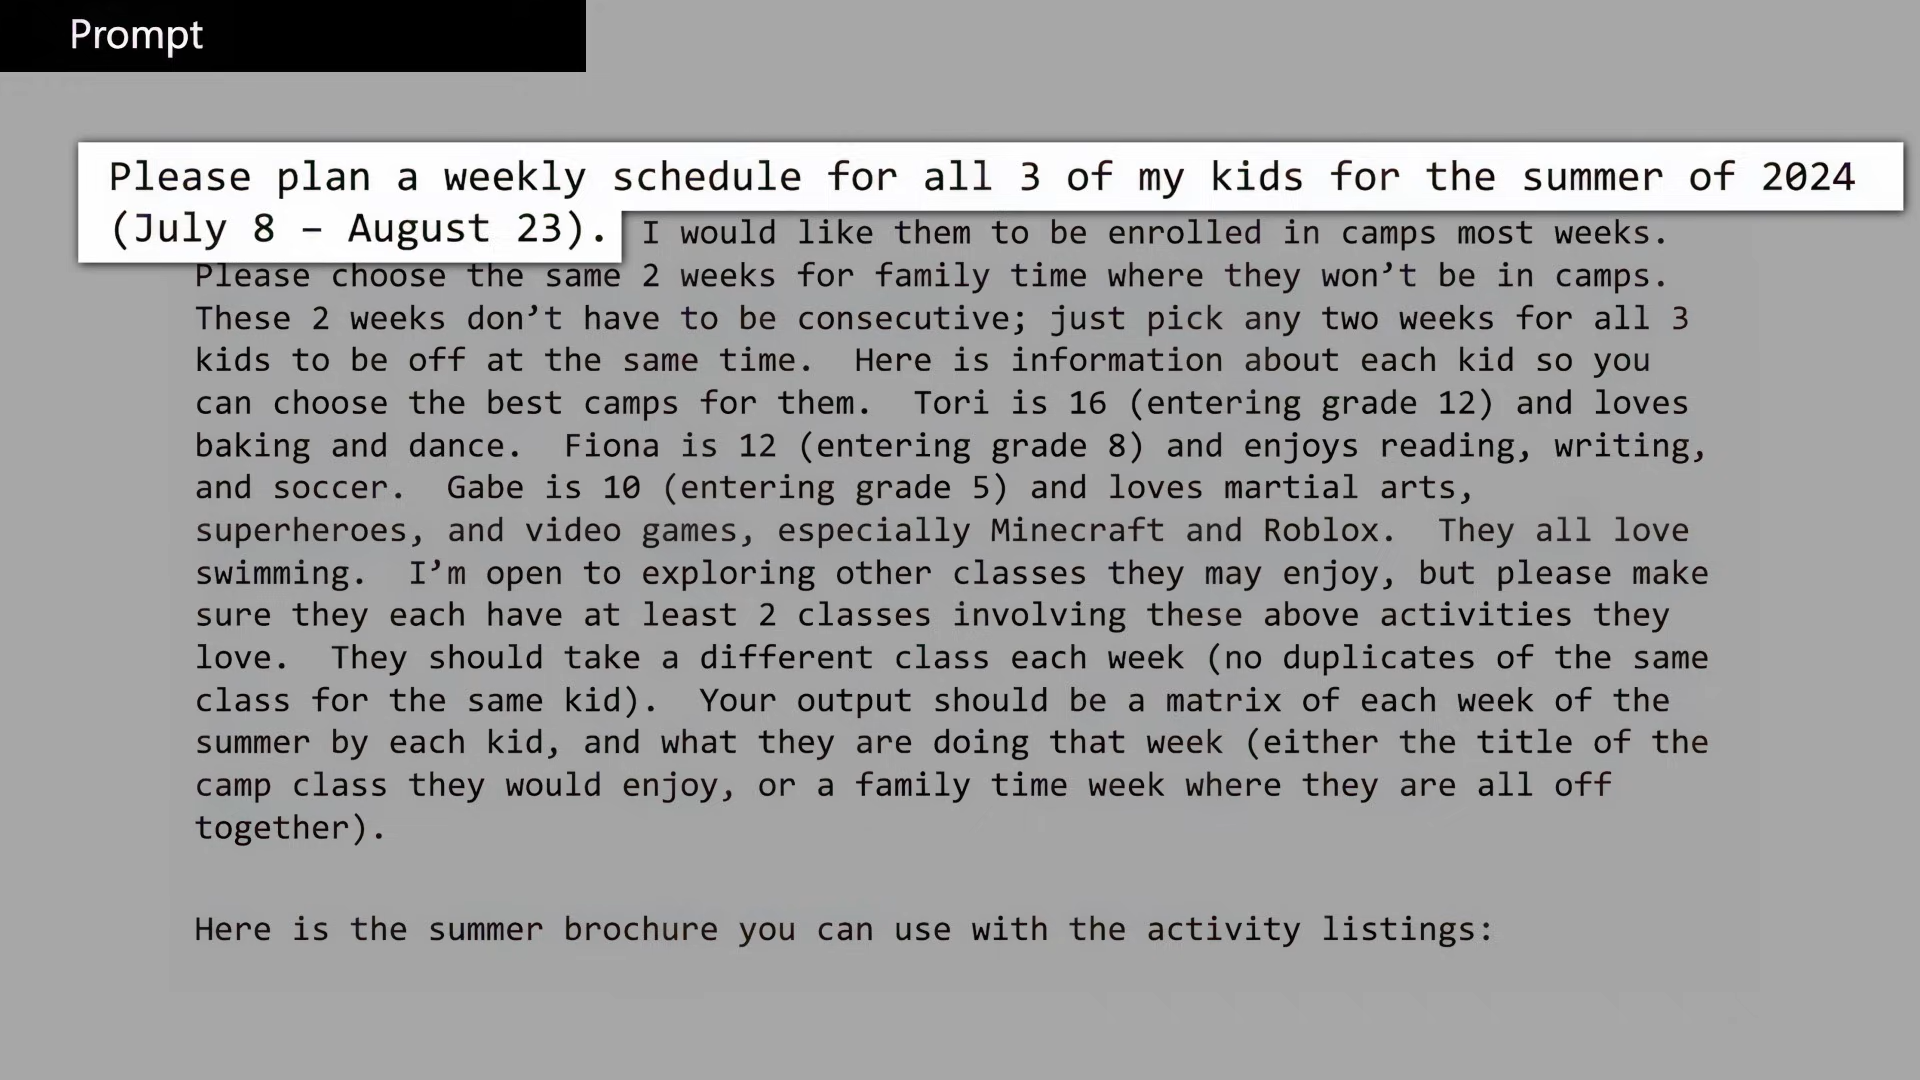 Prompt
Please plan a weekly schedule for all 3 of my kids for the summer of 2024
(July 8 – August 23). I would like them to be enrolled in camps most weeks.
Please choose the same 2 weeks for family time where they won’t be in camps.
These 2 weeks don’t have to be consecutive; just pick any two weeks for all 3
kids to be off at the same time.  Here is information about each kid so you
can choose the best camps for them.  Tori is 16 (entering grade 12) and loves
baking and dance.  Fiona is 12 (entering grade 8) and enjoys reading, writing,
and soccer.  Gabe is 10 (entering grade 5) and loves martial arts,
superheroes, and video games, especially Minecraft and Roblox.  They all love
swimming.  I’m open to exploring other classes they may enjoy, but please make
sure they each have at least 2 classes involving these above activities they
love.  They should take a different class each week (no duplicates of the same
class for the same kid).  Your output should be a matrix of each week of the
summer by each kid, and what they are doing that week (either the title of the
camp class they would enjoy, or a family time week where they are all off
together).
Here is the summer brochure you can use with the activity listings: